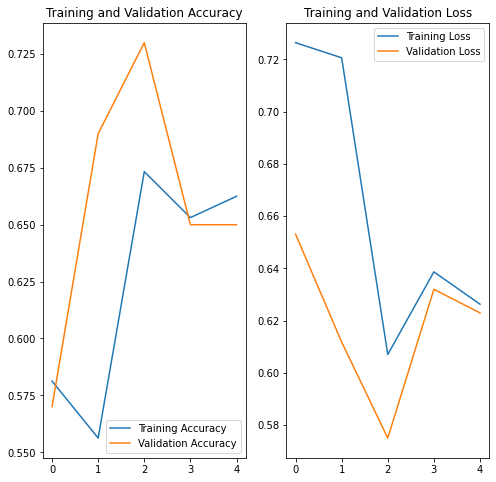 Training and Validation Accuracy
0.725
0.700
0.675
0.650
0.625
0.600
0.575
0.550
0 1 2 3 4
Training Accuracy
Validation Accuracy
Training and Validation Loss
Training Loss
Validation Loss
0.72
0.70
0.68
0.66
0.64
0.62
0.60
0.58
0 1 2 3 4